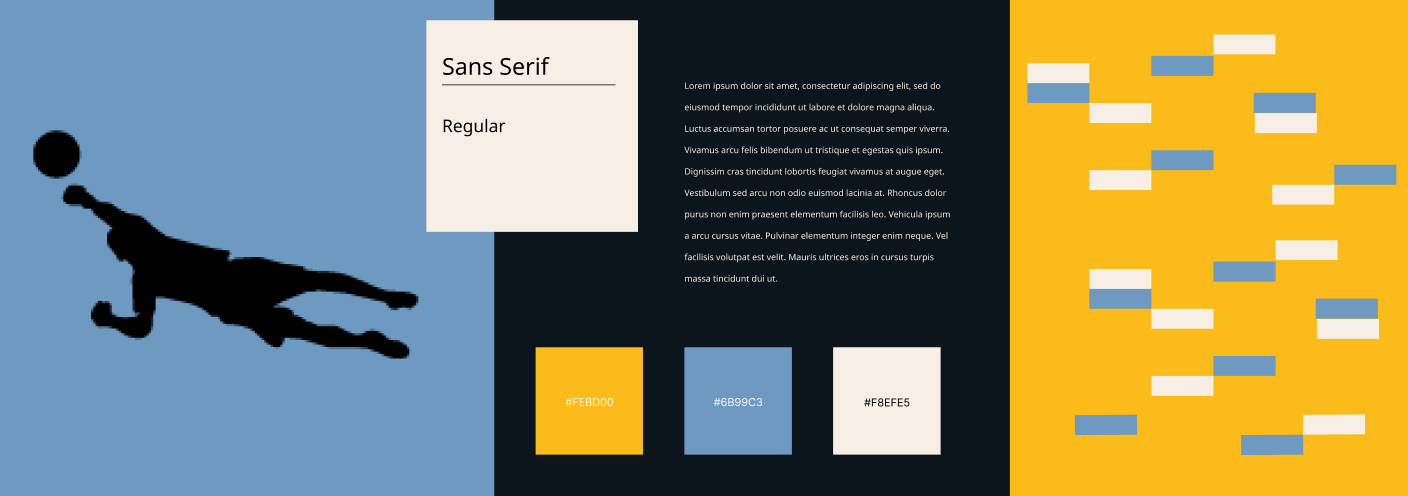 Sans Serif
Regular
Lorem ipsum dolor sit amet, consectetur adipiscing elit, sed do
eiusmod tempor incididunt ut labore et dolore magna aliqua.
Luctus accumsan tortor posuere ac ut consequat semper viverra.
Vivamus arcu felis bibendum ut tristique et egestas quis ipsum.
Dignissim cras tincidunt lobortis feugiat vivamus at augue eget.
Vestibulum sed arcu non odio euismod lacinia at. Rhoncus dolor
purus non enim praesent elementum facilisis leo. Vehicula ipsum
a arcu cursus vitae. Pulvinar elementum integer enim neque. Vel
facilisis volutpat est velit. Mauris ultrices eros in cursus turpis
massa tincidunt dui ut.
#FEBD00
#6B99C3
#F8EFE5